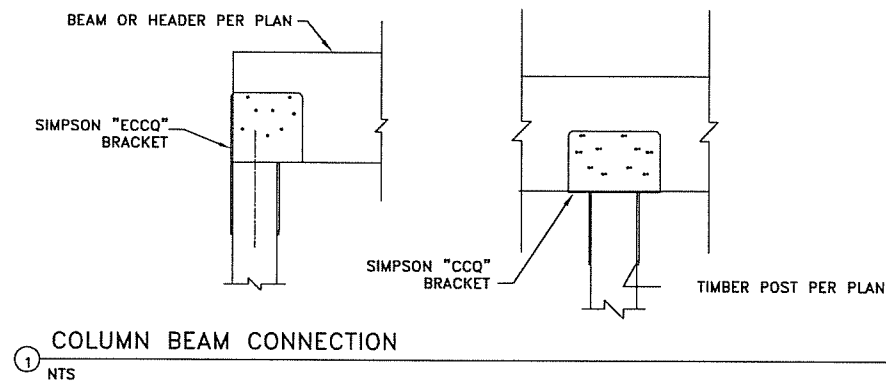 BEAM OR HEADER PER PLAN
SIMPSON "ECCQ"
BRACKET
SIMPSON "CCQ"
BRACKET
TIMBER POST PER PLAN
1 COLUMN BEAM CONNECTION
NTS